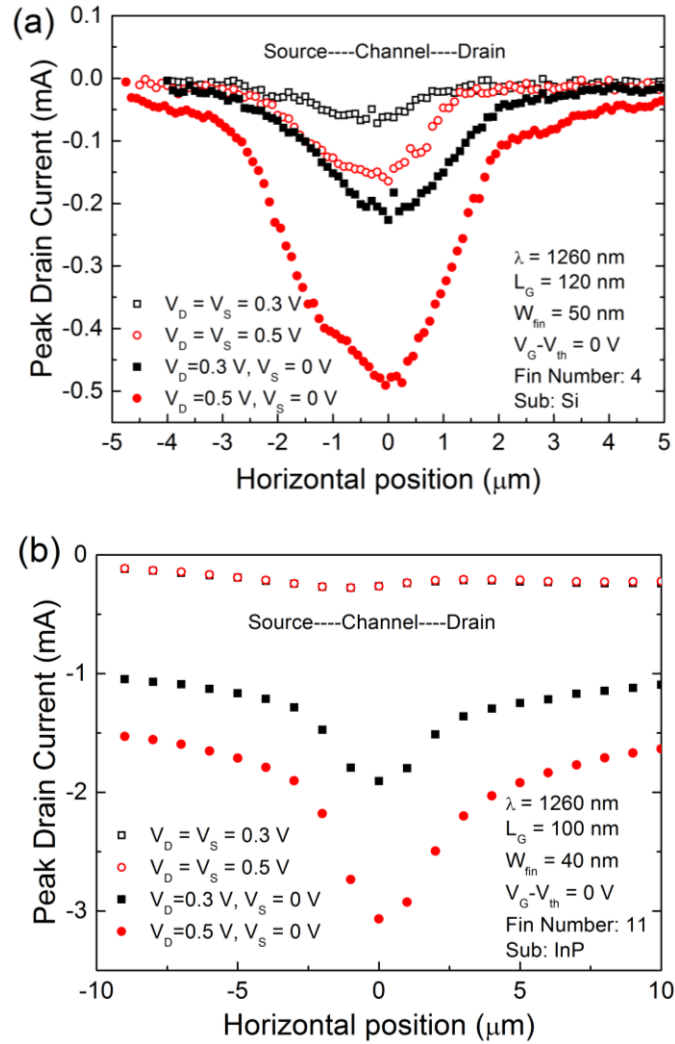 (a)
0.1
Source----Channel----Drain
0.0
-0.1
-0.2
-0.3
-0.4
-0.5
Peak Drain Current (mA)
V_D = V_S = 0.3 V
V_D = V_S = 0.5 V
V_D=0.3 V, V_S = 0 V
V_D=0.5 V, V_S = 0 V
λ = 1260 nm
L_G = 120 nm
W_fin = 50 nm
V_G-V_th = 0 V
Fin Number: 4
Sub: Si
-5 -4 -3 -2 -1 0 1 2 3 4 5
Horizontal position (μm)
(b)
0
Source----Channel----Drain
-1
-2
-3
Peak Drain Current (mA)
V_D = V_S = 0.3 V
V_D = V_S = 0.5 V
V_D=0.3 V, V_S = 0 V
V_D=0.5 V, V_S = 0 V
λ = 1260 nm
L_G = 100 nm
W_fin = 40 nm
V_G-V_th = 0 V
Fin Number: 11
Sub: InP
-10 -5 0 5 10
Horizontal position (μm)